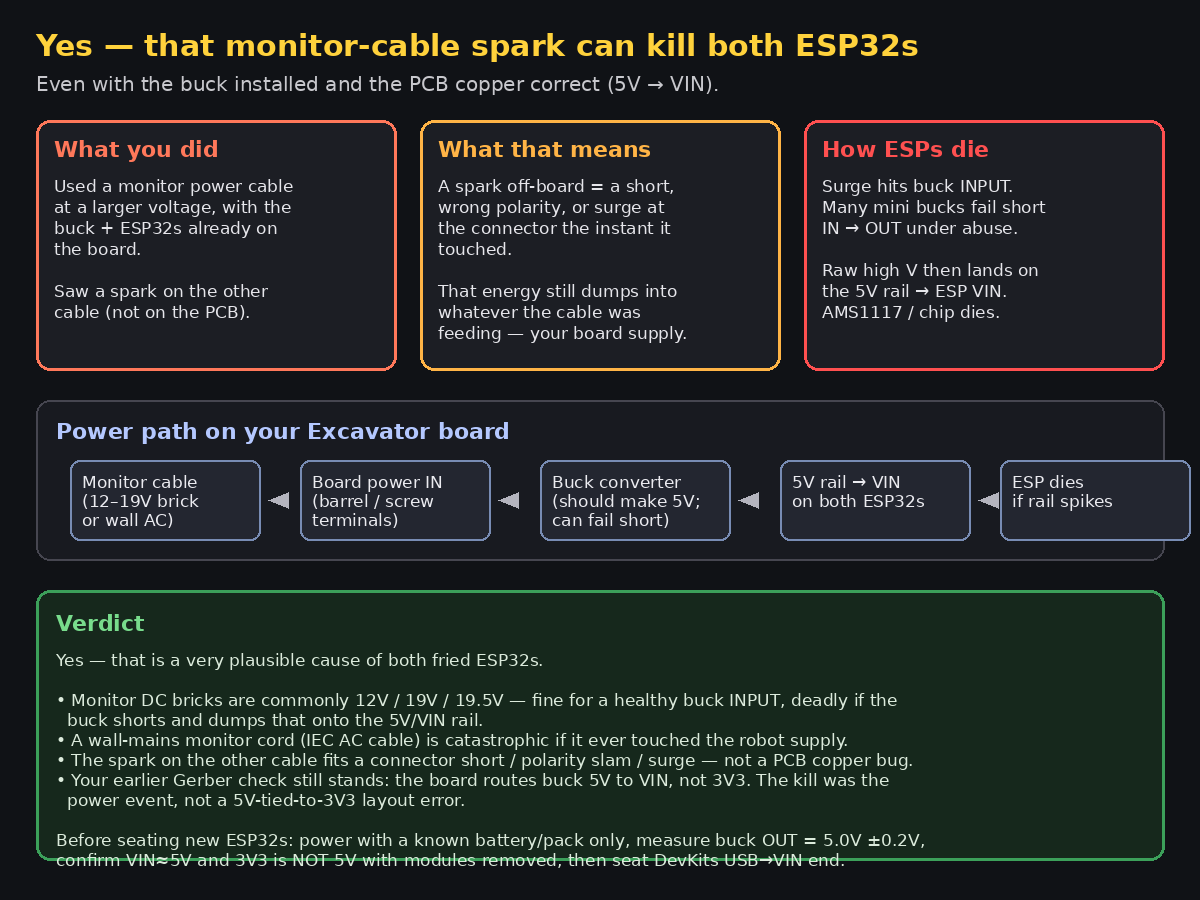 Yes — that monitor-cable spark can kill both ESP32s
Even with the buck installed and the PCB copper correct (5V → VIN).
What you did
Used a monitor power cable
at a larger voltage, with the
buck + ESP32s already on
the board.
Saw a spark on the other
cable (not on the PCB).
What that means
A spark off-board = a short,
wrong polarity, or surge at
the connector the instant it
touched.
That energy still dumps into
whatever the cable was
feeding — your board supply.
How ESPs die
Surge hits buck INPUT.
Many mini bucks fail short
IN → OUT under abuse.
Raw high V then lands on
the 5V rail → ESP VIN.
AMS1117 / chip dies.
Power path on your Excavator board
Monitor cable
(12–19V brick
or wall AC)
Board power IN
(barrel / screw
terminals)
Buck converter
(should make 5V;
can fail short)
5V rail → VIN
on both ESP32s
ESP dies
if rail spikes
Verdict
Yes — that is a very plausible cause of both fried ESP32s.
• Monitor DC bricks are commonly 12V / 19V / 19.5V — fine for a healthy buck INPUT, deadly if the
buck shorts and dumps that onto the 5V/VIN rail.
• A wall-mains monitor cord (IEC AC cable) is catastrophic if it ever touched the robot supply.
• The spark on the other cable fits a connector short / polarity slam / surge — not a PCB copper bug.
• Your earlier Gerber check still stands: the board routes buck 5V to VIN, not 3V3. The kill was the
power event, not a 5V-tied-to-3V3 layout error.
Before seating new ESP32s: power with a known battery/pack only, measure buck OUT = 5.0V ±0.2V,
confirm VIN≈5V and 3V3 is NOT 5V with modules removed, then seat DevKits USB→VIN end.